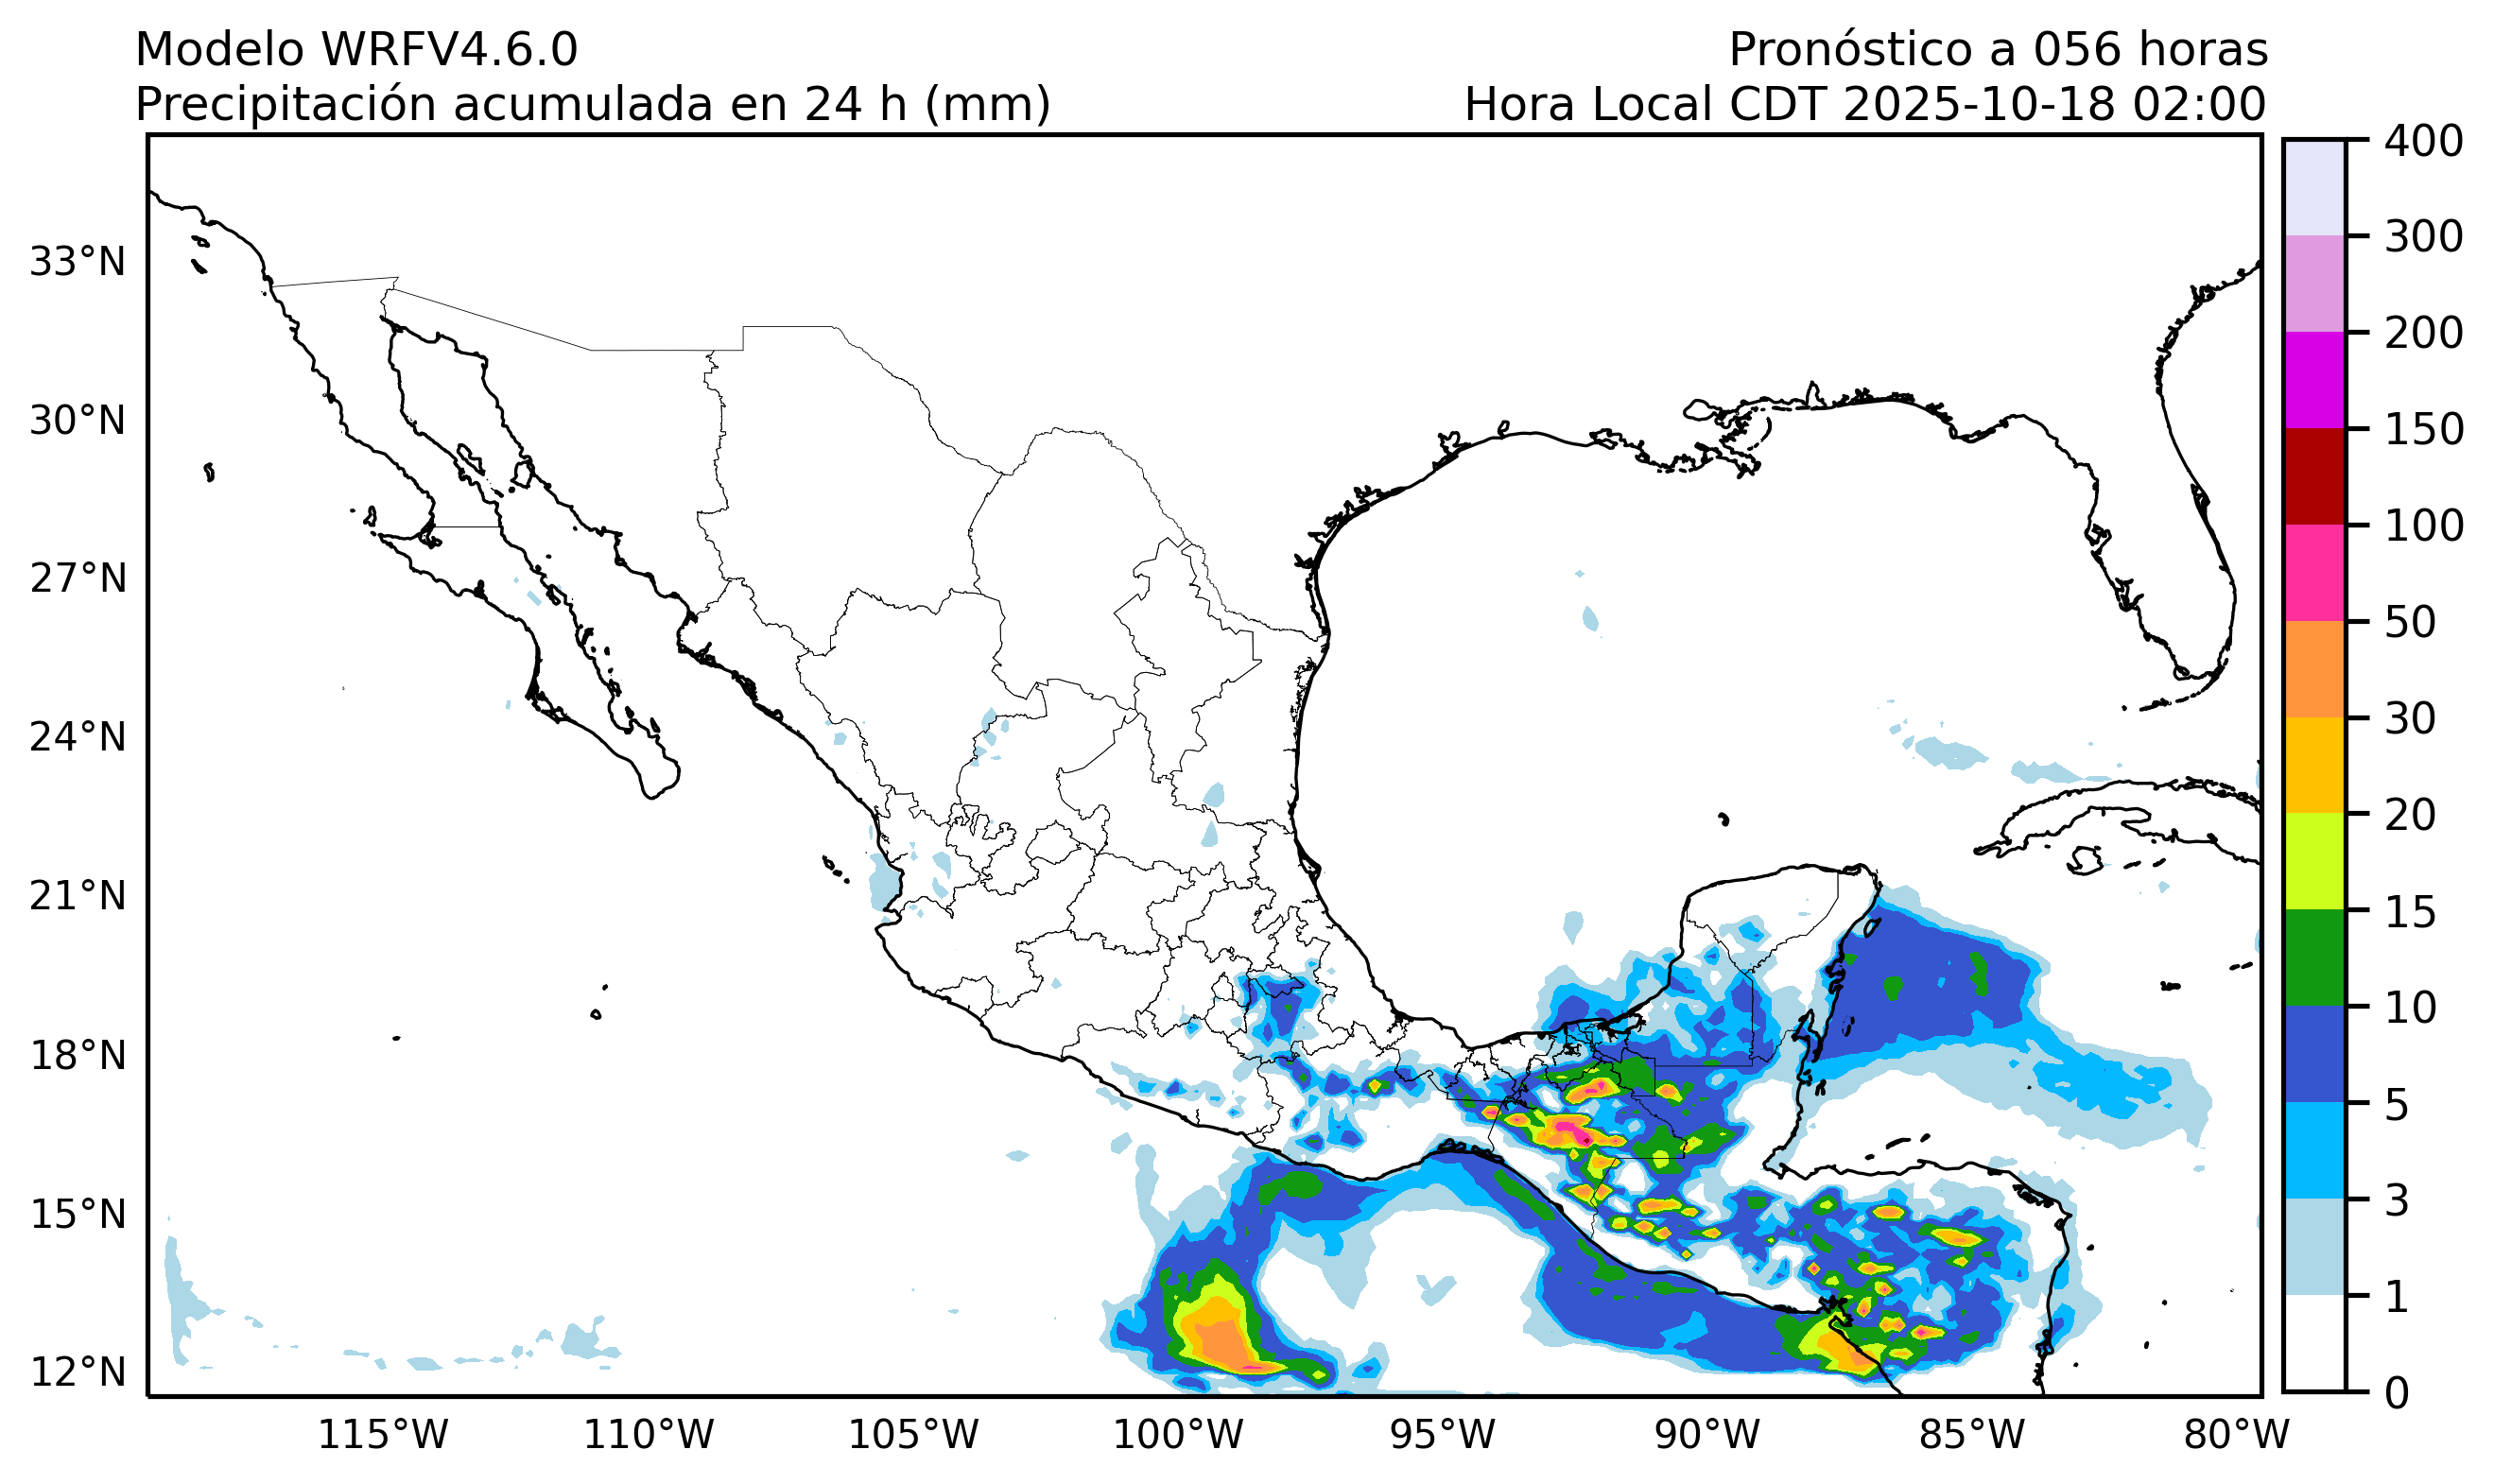 Modelo WRFV4.6.0
Pronóstico a 056 horas
Precipitación acumulada en 24 h (mm)
Hora Local CDT 2025-10-18 02:00
33°N
30°N
27°N
24°N
21°N
18°N
15°N
12°N
115°W
110°W
105°W
100°W
95°W
90°W
85°W
80°W
400
300
200
150
100
50
30
20
15
10
5
3
1
0